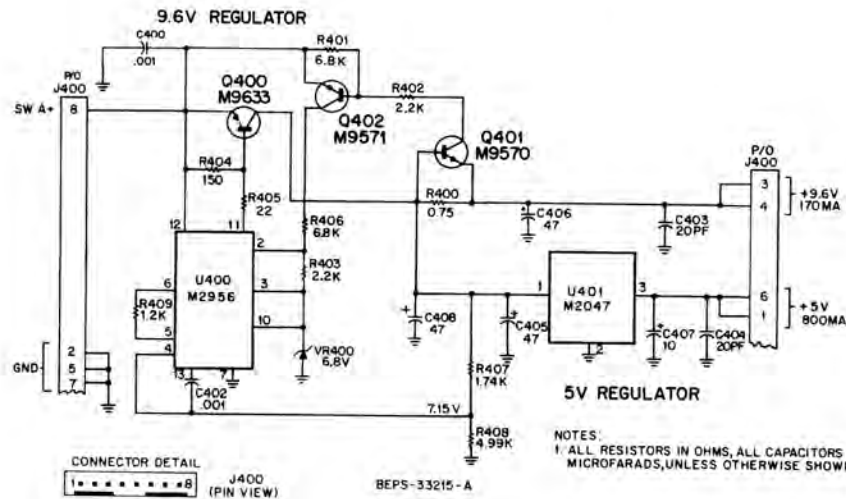 9.6V REGULATOR
C400
.001
R401
6.8K
P/O
J400
8
SW A+
Q400
M9633
Q402
M9571
R402
2.2K
Q401
M9570
P/O
J400
3
4
+9.6V
170MA
R404
150
R405
22
R400
0.75
C406
47
C403
20PF
12
11
R406
6.8K
2
R403
2.2K
U400
M2956
3
6
R409
1.2K
5
4
10
VR400
6.8V
C408
47
C405
47
1
U401
M2047
3
2
C407
10
C404
20PF
6
1
+5V
800MA
GND
2
5
7
13
C402
.001
7
R407
1.74K
7.15V
R408
4.99K
5V REGULATOR
NOTES:
1. ALL RESISTORS IN OHMS, ALL CAPACITORS
MICROFARADS, UNLESS OTHERWISE SHOW
CONNECTOR DETAIL
1
8
J400
(PIN VIEW)
BEPS-33215-A